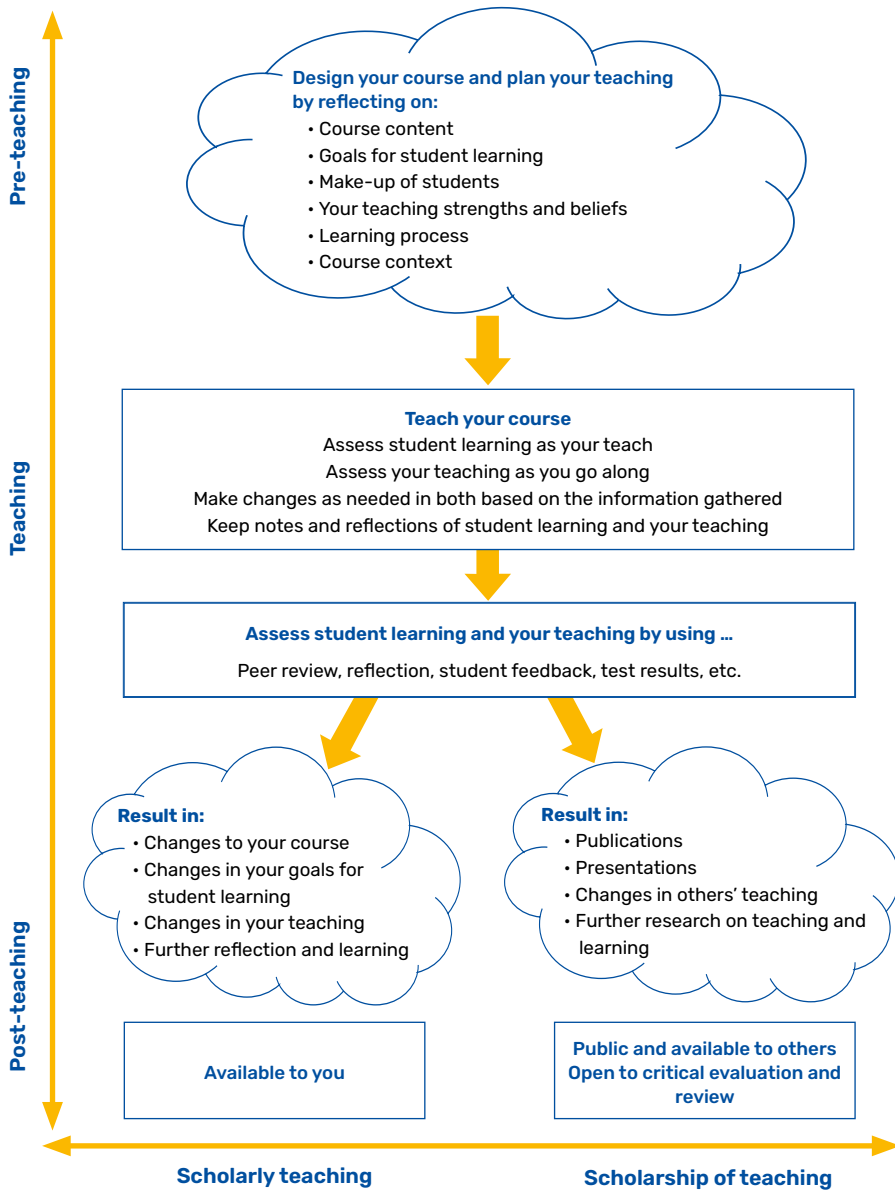 Pre-teaching
Design your course and plan your teaching
by reflecting on:
• Course content
• Goals for student learning
• Make-up of students
• Your teaching strengths and beliefs
• Learning process
• Course context
Teaching
Teach your course
Assess student learning as your teach
Assess your teaching as you go along
Make changes as needed in both based on the information gathered
Keep notes and reflections of student learning and your teaching
Assess student learning and your teaching by using ...
Peer review, reflection, student feedback, test results, etc.
Post-teaching
Result in:
• Changes to your course
• Changes in your goals for
student learning
• Changes in your teaching
• Further reflection and learning
Result in:
• Publications
• Presentations
• Changes in others’ teaching
• Further research on teaching and
learning
Available to you
Public and available to others
Open to critical evaluation and
review
Scholarly teaching
Scholarship of teaching